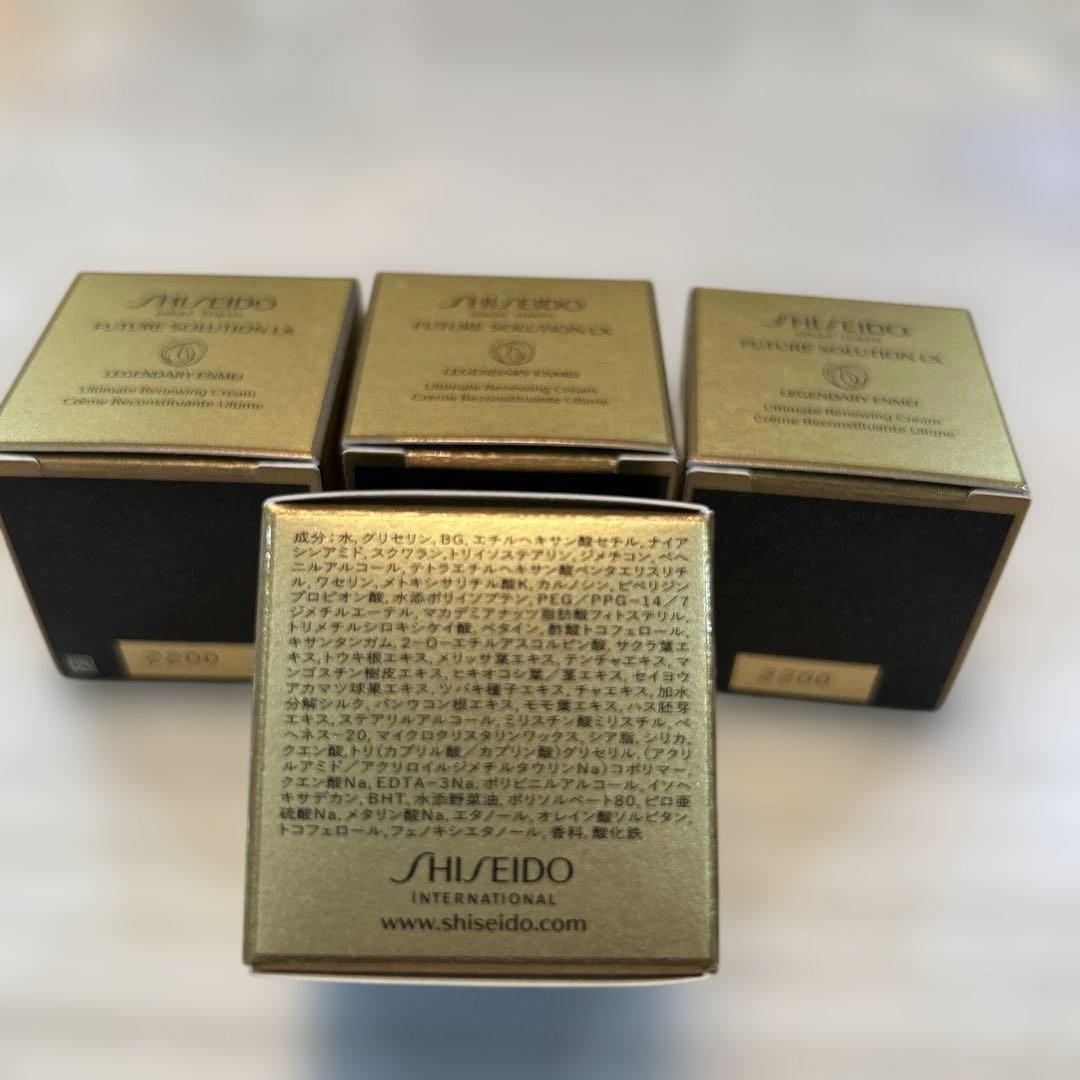 SHISEIDO
GINZA TOKYO
FUTURE SOLUTION LX
LEGENDARY ENMEI
Ultimate Renewing Cream
Crème Reconstituante Ultime
SHISEIDO
GINZA TOKYO
FUTURE SOLUTION LX
LEGENDARY ENMEI
Ultimate Renewing Cream
Crème Reconstituante Ultime
SHISEIDO
GINZA TOKYO
FUTURE SOLUTION LX
LEGENDARY ENMEI
Ultimate Renewing Cream
Crème Reconstituante Ultime
2200
2200
成分：水, グリセリン, BG, エチルヘキサン酸セチル, ナイア
シンアミド, スクワラン, トリイソステアリン, ジメチコン, ベヘ
ニルアルコール, テトラエチルヘキサン酸ペンタエリスリチ
ル, ワセリン, メトキシサリチル酸K, カルノシン, ピペリジン
プロピオン酸, 水添ポリイソブテン, PEG／PPG-14／7
ジメチルエーテル, マカデミアナッツ脂肪酸フィトステリル,
トリメチルシロキシケイ酸, ベタイン, 酢酸トコフェロール,
キサンタンガム, 2-O-エチルアスコルビン酸, サクラ葉エ
キス, トウキ根エキス, メリッサ葉エキス, テンチャエキス, マ
ンゴスチン樹皮エキス, ヒキオコシ葉／茎エキス, セイヨウ
アカマツ球果エキス, ツバキ種子エキス, チャエキス, 加水
分解シルク, バンウコン根エキス, モモ葉エキス, ハス胚芽
エキス, ステアリルアルコール, ミリスチン酸ミリスチル, ベ
ヘネス-20, マイクロクリスタリンワックス, シア脂, シリカ,
クエン酸, トリ(カプリル酸／カプリン酸)グリセリル, (アクリ
ルアミド／アクリロイルジメチルタウリンNa)コポリマー,
クエン酸Na, EDTA-3Na, ポリビニルアルコール, イソヘ
キサデカン, BHT, 水添野菜油, ポリソルベート80, ピロ亜
硫酸Na, メタリン酸Na, エタノール, オレイン酸ソルビタン,
トコフェロール, フェノキシエタノール, 香料, 酸化鉄
SHISEIDO
INTERNATIONAL
www.shiseido.com